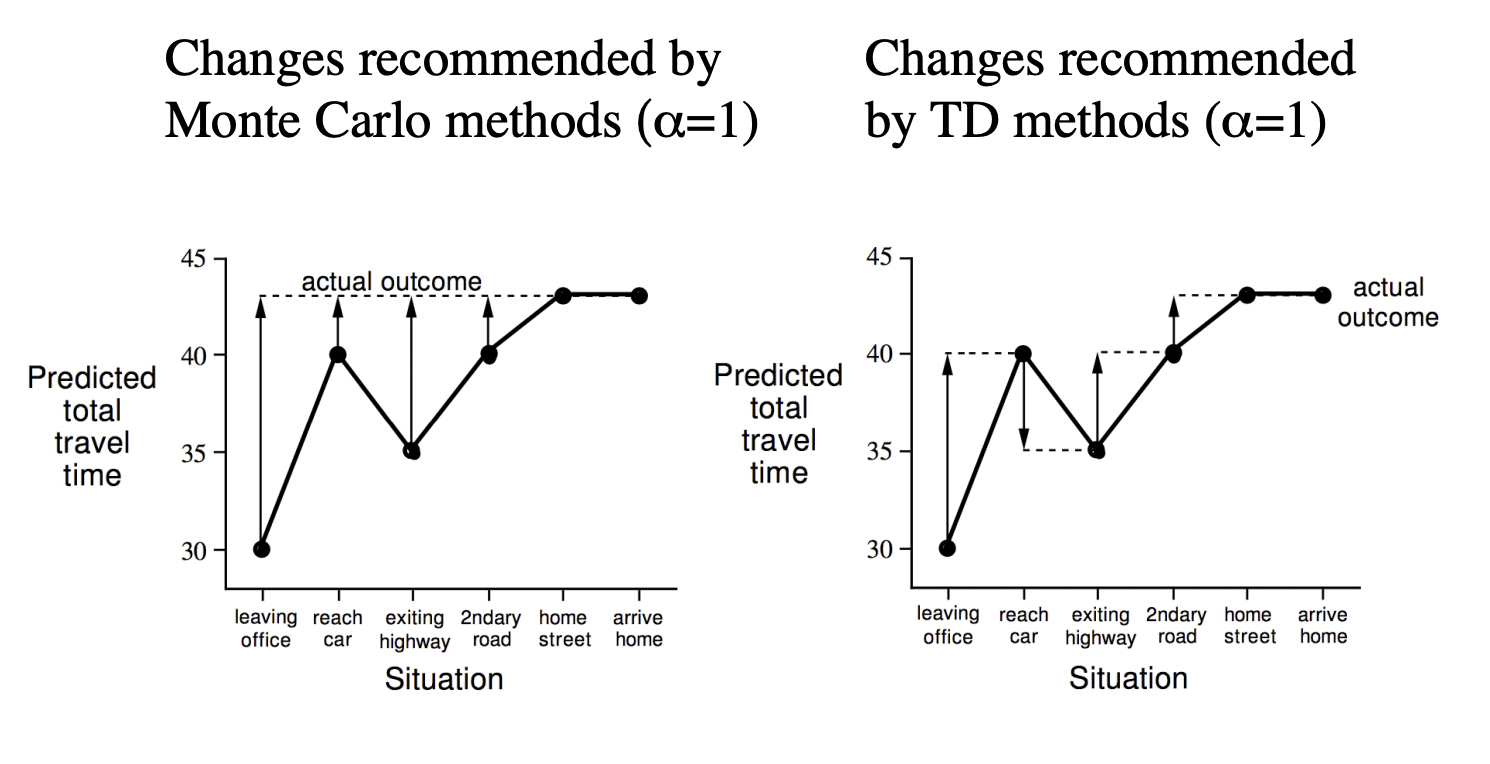 Changes recommended by
Monte Carlo methods (α=1)
Changes recommended
by TD methods (α=1)
45
40
35
30
actual outcome
Predicted
total
travel
time
leaving
office
reach
car
exiting
highway
2ndary
road
home
street
arrive
home
Situation
45
40
35
30
actual
outcome
Predicted
total
travel
time
leaving
office
reach
car
exiting
highway
2ndary
road
home
street
arrive
home
Situation